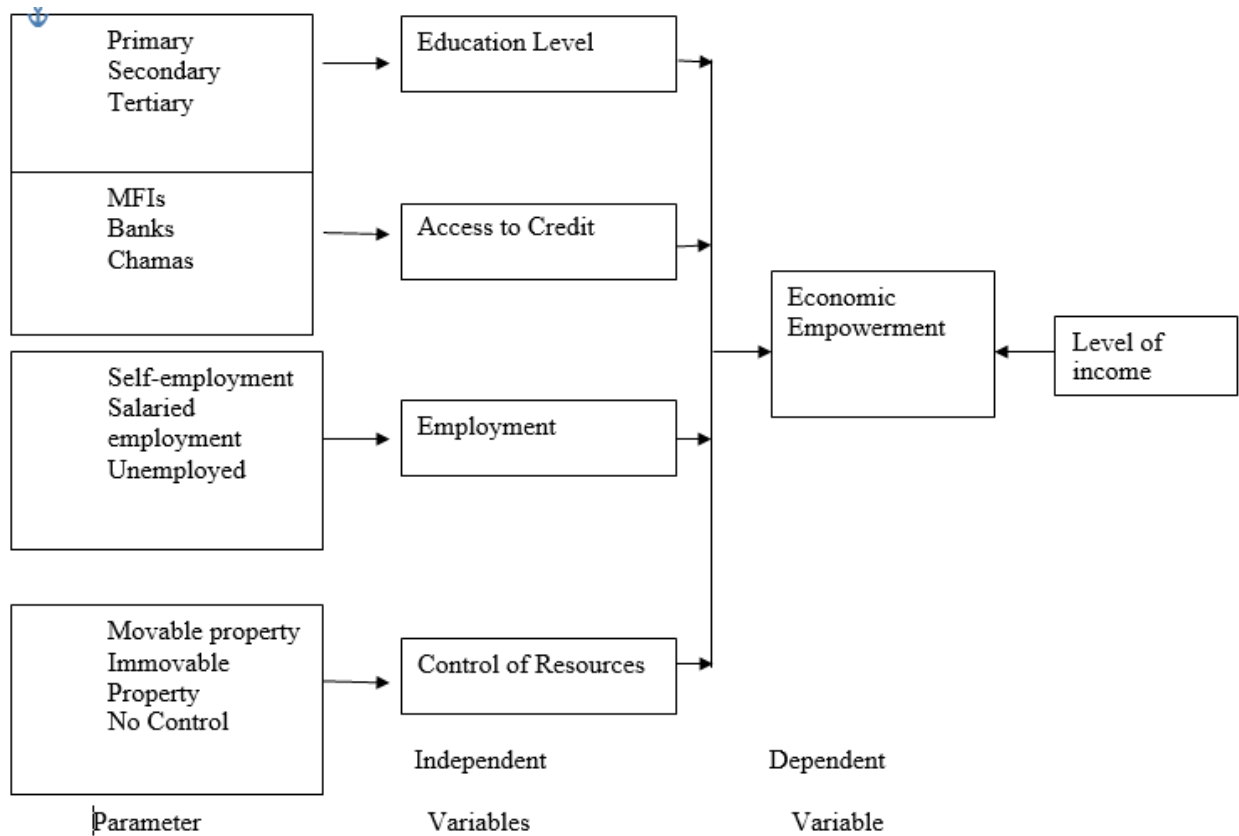 Primary
Secondary
Tertiary
Education Level
MFIs
Banks
Chamas
Access to Credit
Self-employment
Salaried
employment
Unemployed
Employment
Movable property
Immovable
Property
No Control
Control of Resources
Economic
Empowerment
Level of
income
Parameter
Independent
Variables
Dependent
Variable